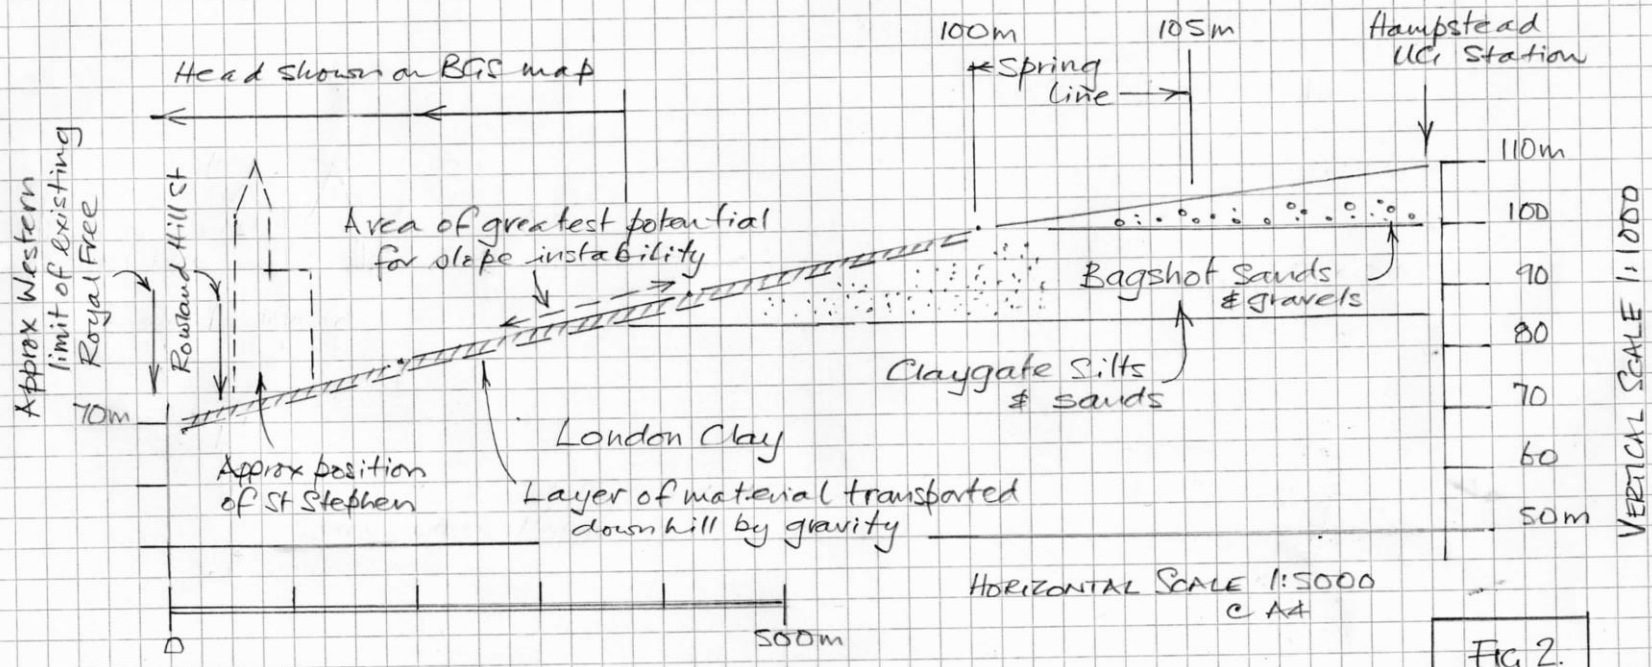 100m
105m
Hampstead
UG Station
Spring
line
Head shown on BGS map
Approx Western
limit of existing
Royal Free
Rowland Hill St
Area of greatest potential
for slope instability
110m
100
90
80
70
60
50m
VERTICAL SCALE 1:1000
Bagshot Sands
& gravels
Claygate Silts
& sands
70m
London Clay
Approx position
of St Stephen
Layer of material transported
downhill by gravity
HORIZONTAL SCALE 1:5000
@ A4
0
500m
FIG 2.